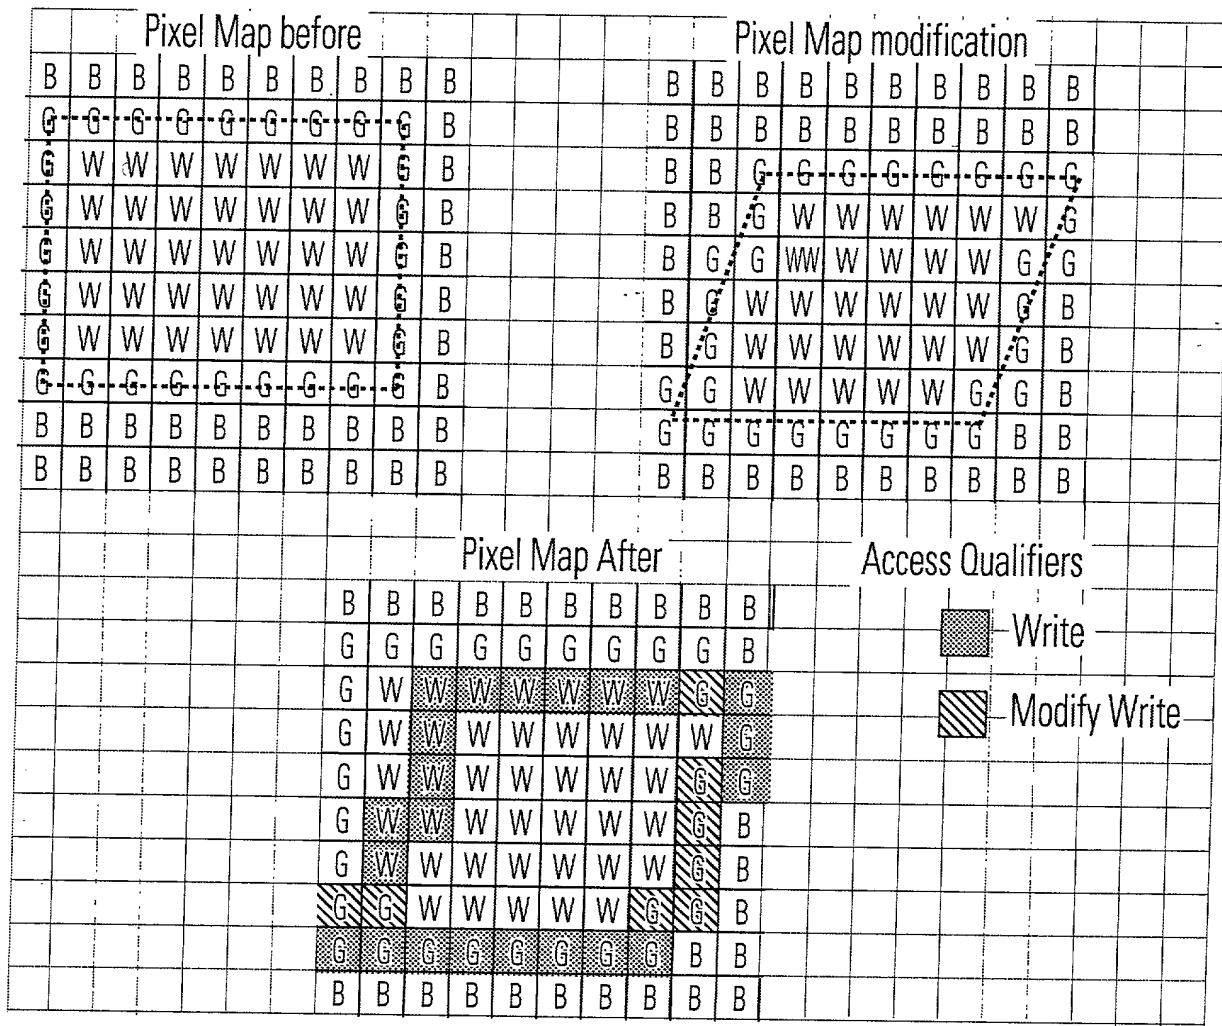 Pixel Map before
B B B B B B B B B B
G G G G G G G G G B
G W W W W W W W G B
G W W W W W W W G B
G W W W W W W W G B
G W W W W W W W G B
G W W W W W W W G B
G G G G G G G G G B
B B B B B B B B B B
B B B B B B B B B B
Pixel Map modification
B B B B B B B B B B
B B B B B B B B B B
B B G G G G G G G G
B B G W W W W W W G
B G G WW W W W W G G
B G W W W W W W G B
B G W W W W W W G B
G G W W W W W G G B
G G G G G G G G B B
B B B B B B B B B B
Pixel Map After
B B B B B B B B B B
G G G G G G G G G B
G W W W W W W W G G
G W W W W W W W W G
G W W W W W W W G G
G W W W W W W W G B
G W W W W W W W G B
G G W W W W W G G B
G G G G G G G G B B
B B B B B B B B B B
Access Qualifiers
Write
Modify Write